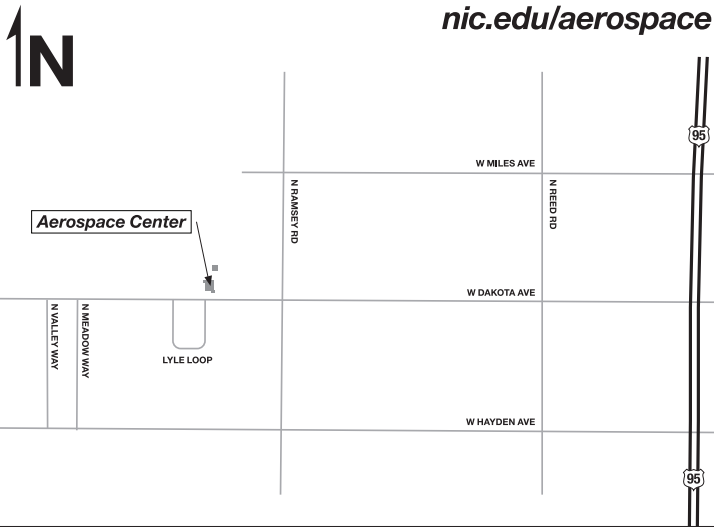 nic.edu/aerospace
N
95
W MILES AVE
N RAMSEY RD
N REED RD
Aerospace Center
W DAKOTA AVE
N VALLEY WAY
N MEADOW WAY
LYLE LOOP
W HAYDEN AVE
95